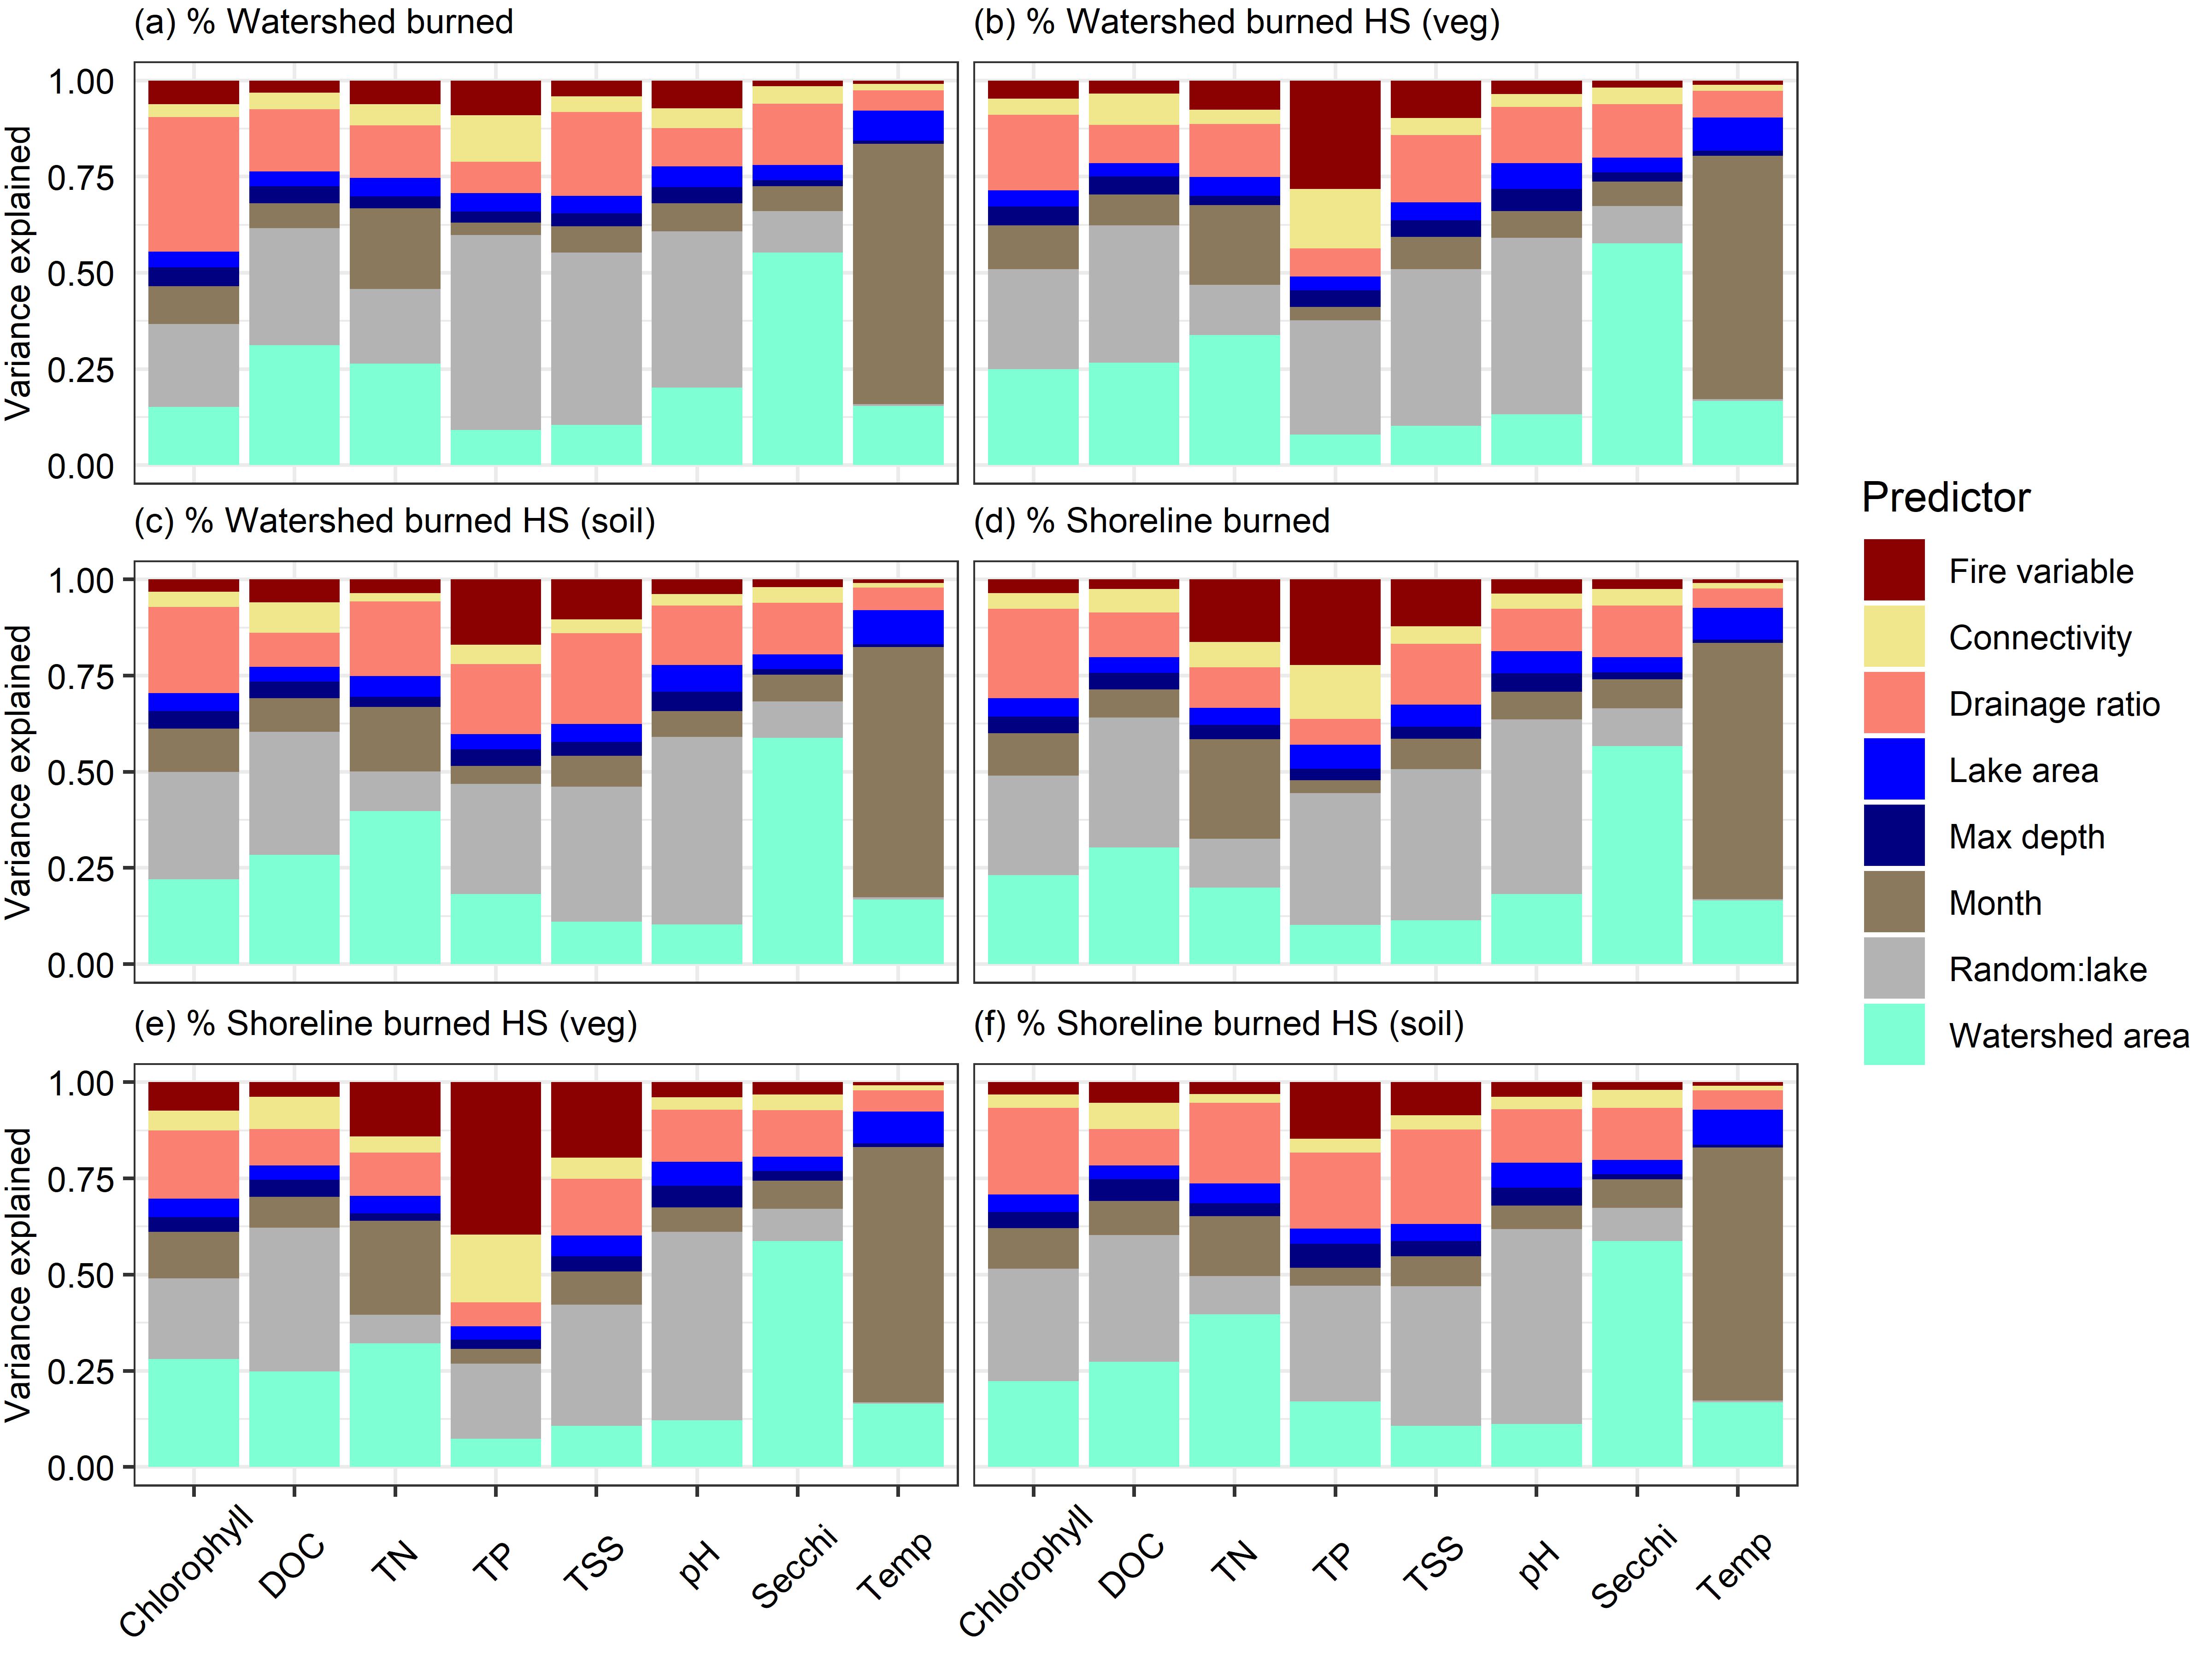 (a) % Watershed burned
(b) % Watershed burned HS (veg)
Variance explained
1.00
0.75
0.50
0.25
0.00
(c) % Watershed burned HS (soil)
(d) % Shoreline burned
Variance explained
1.00
0.75
0.50
0.25
0.00
(e) % Shoreline burned HS (veg)
(f) % Shoreline burned HS (soil)
Variance explained
1.00
0.75
0.50
0.25
0.00
Chlorophyll
DOC
TN
TP
TSS
pH
Secchi
Temp
Chlorophyll
DOC
TN
TP
TSS
pH
Secchi
Temp
Predictor
Fire variable
Connectivity
Drainage ratio
Lake area
Max depth
Month
Random:lake
Watershed area